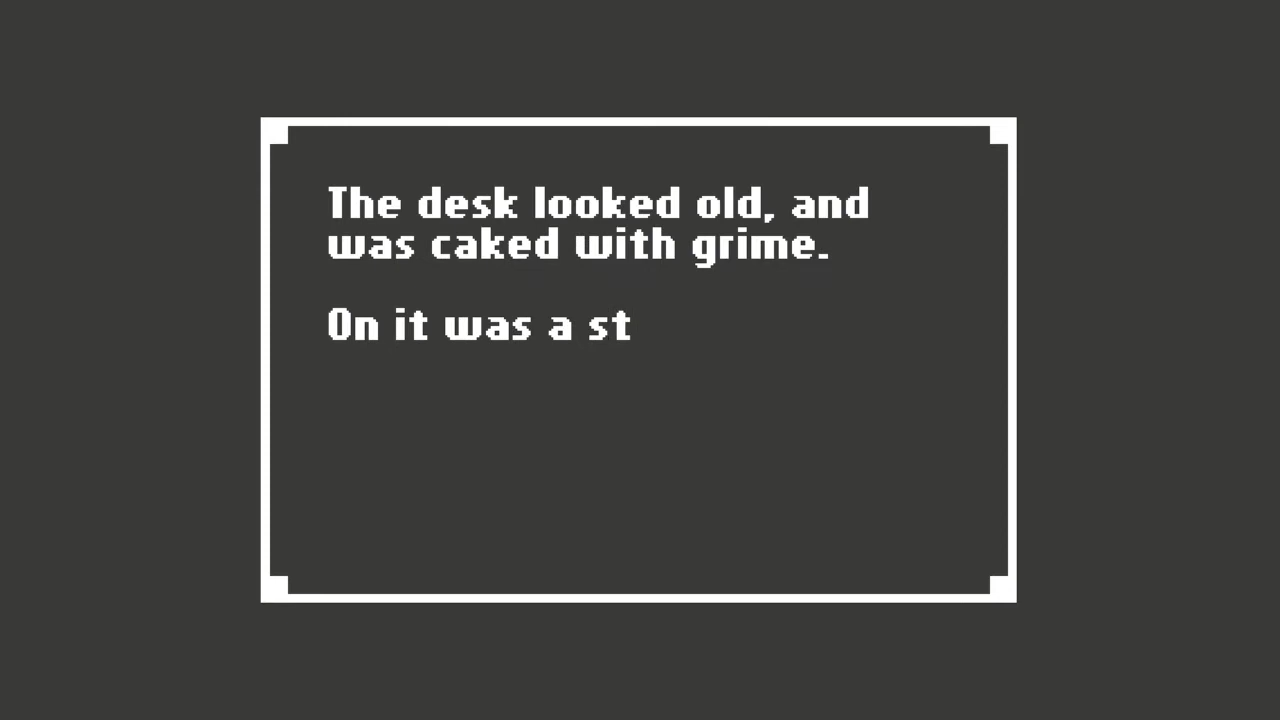 The desk looked old, and
was caked with grime.
On it was a st